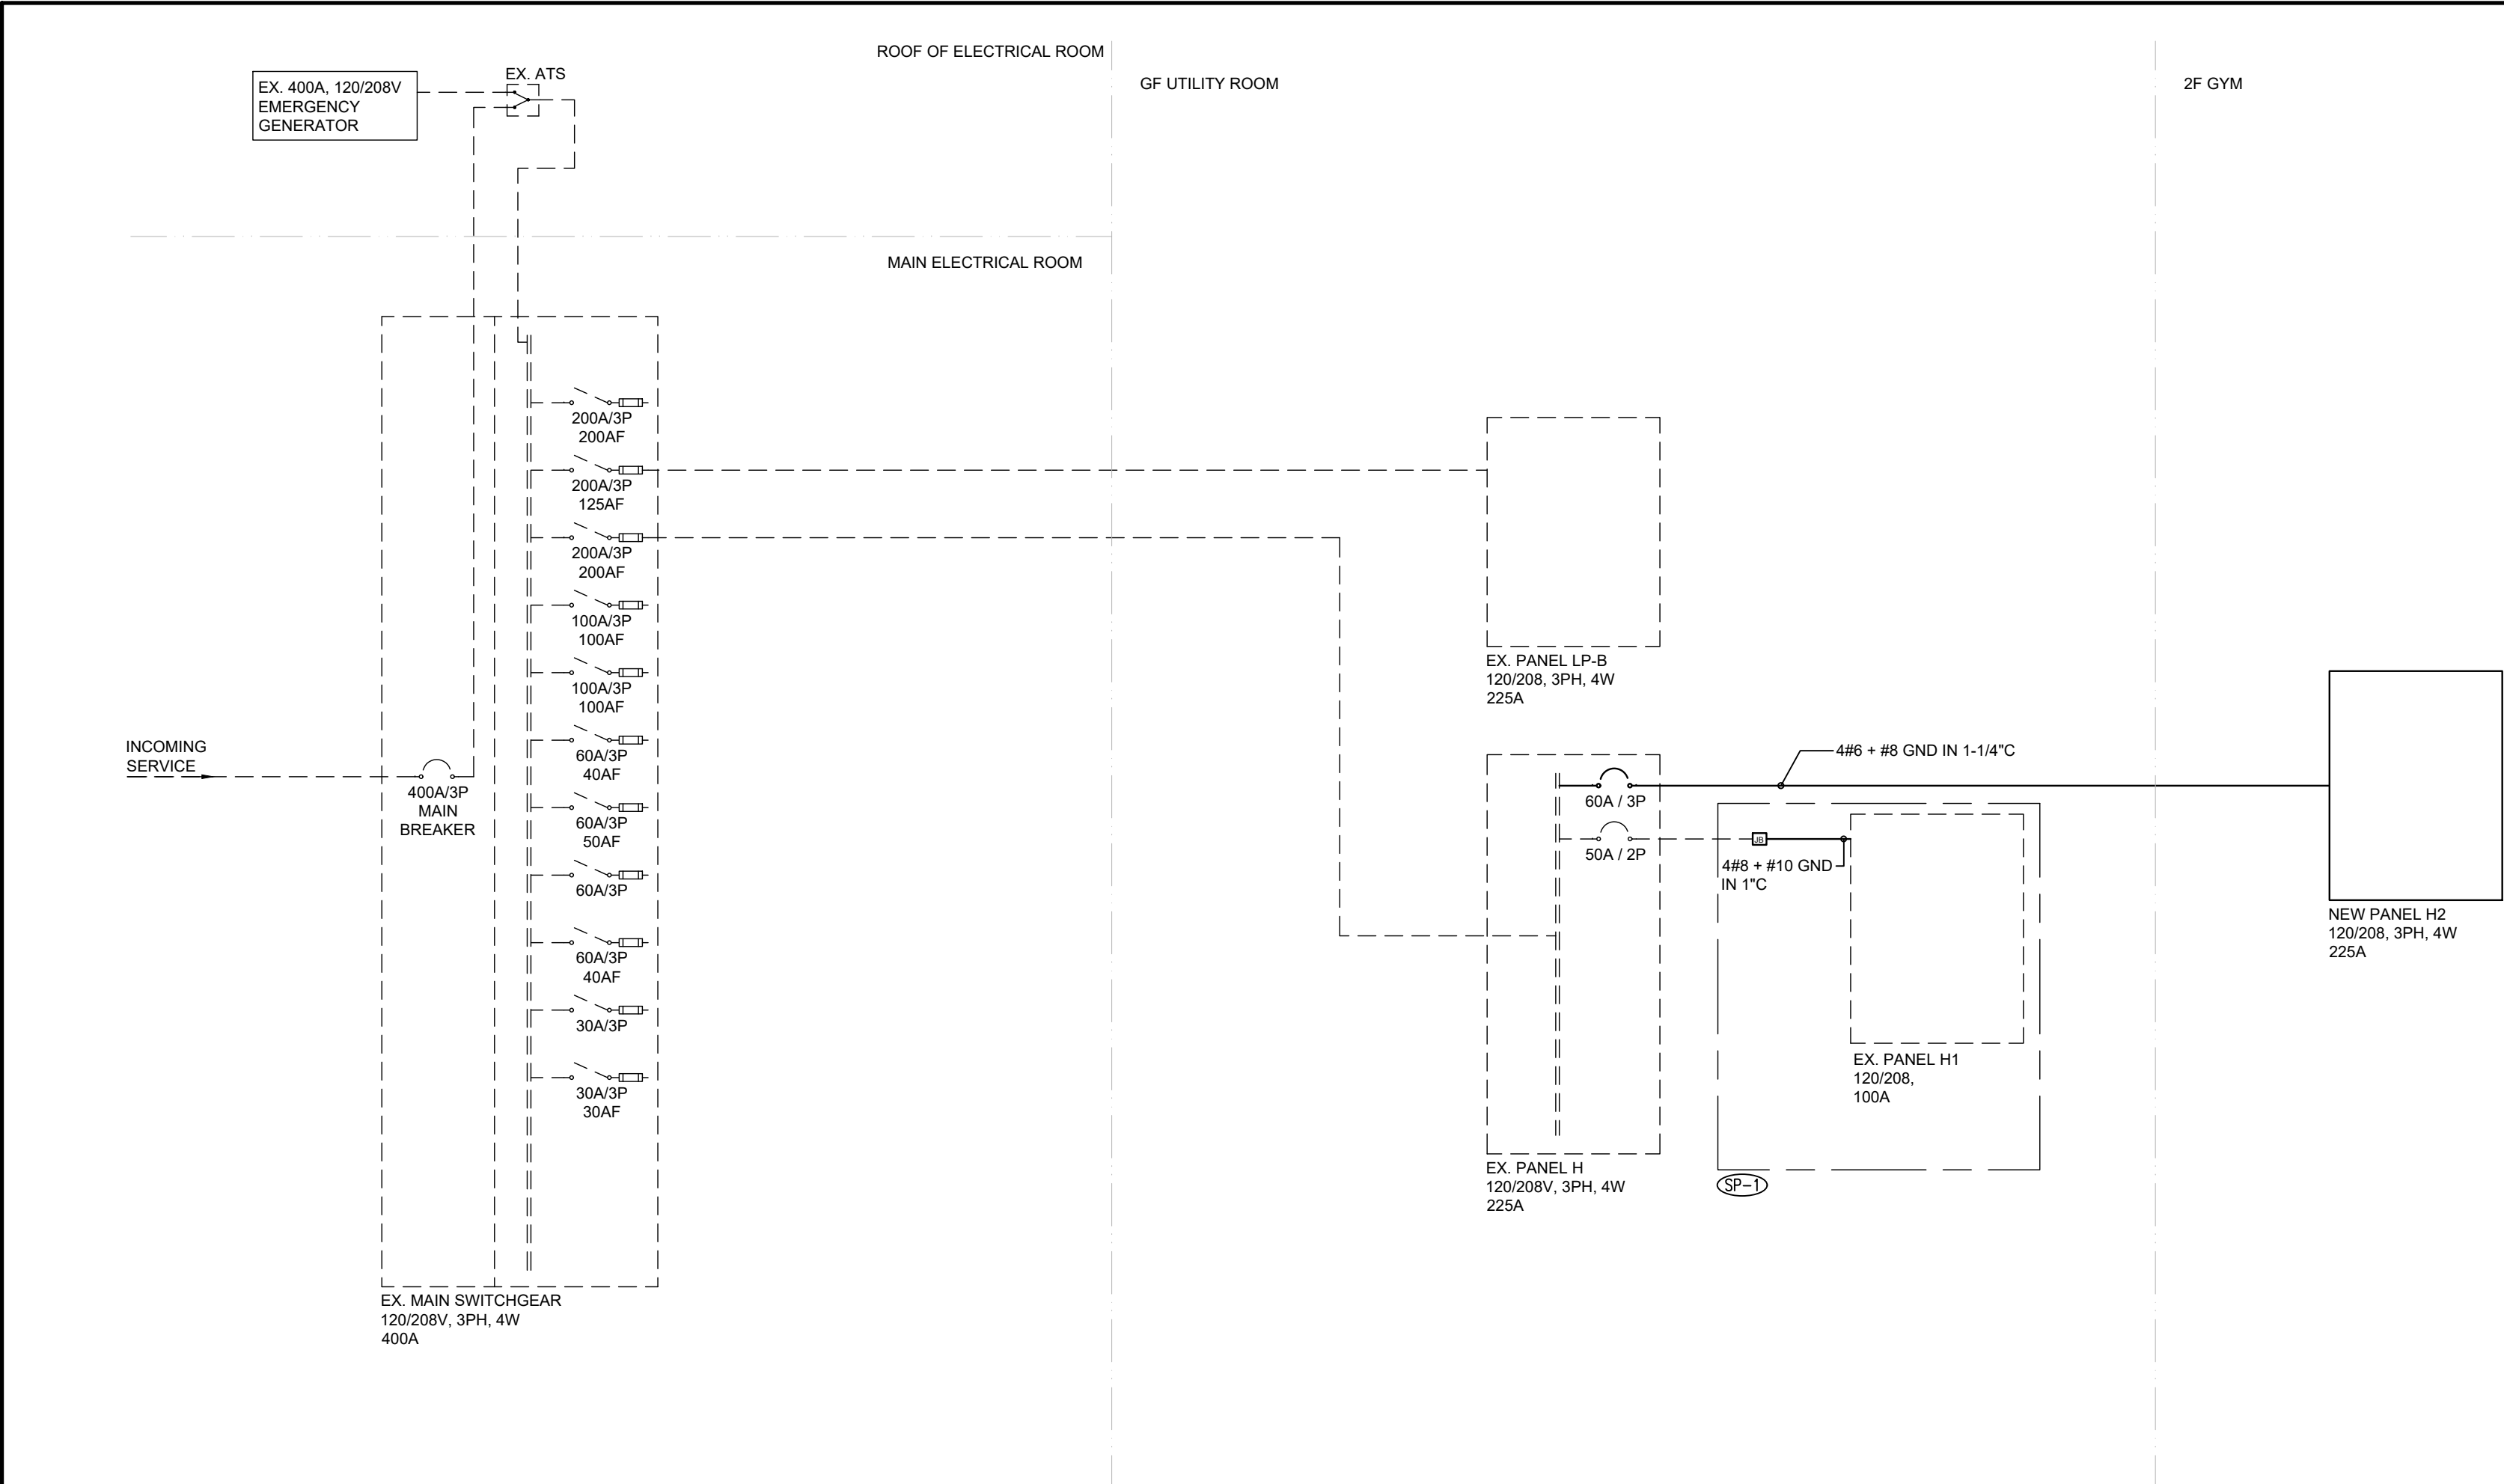 ROOF OF ELECTRICAL ROOM
GF UTILITY ROOM
2F GYM
EX. 400A, 120/208V
EMERGENCY
GENERATOR
EX. ATS
MAIN ELECTRICAL ROOM
200A/3P
200AF
200A/3P
125AF
200A/3P
200AF
100A/3P
100AF
100A/3P
100AF
60A/3P
40AF
60A/3P
50AF
60A/3P
60A/3P
40AF
30A/3P
30A/3P
30AF
INCOMING
SERVICE
400A/3P
MAIN
BREAKER
EX. MAIN SWITCHGEAR
120/208V, 3PH, 4W
400A
EX. PANEL LP-B
120/208, 3PH, 4W
225A
60A / 3P
50A / 2P
4#6 + #8 GND IN 1-1/4"C
JB
4#8 + #10 GND
IN 1"C
EX. PANEL H
120/208V, 3PH, 4W
225A
EX. PANEL H1
120/208,
100A
SP-1
NEW PANEL H2
120/208, 3PH, 4W
225A